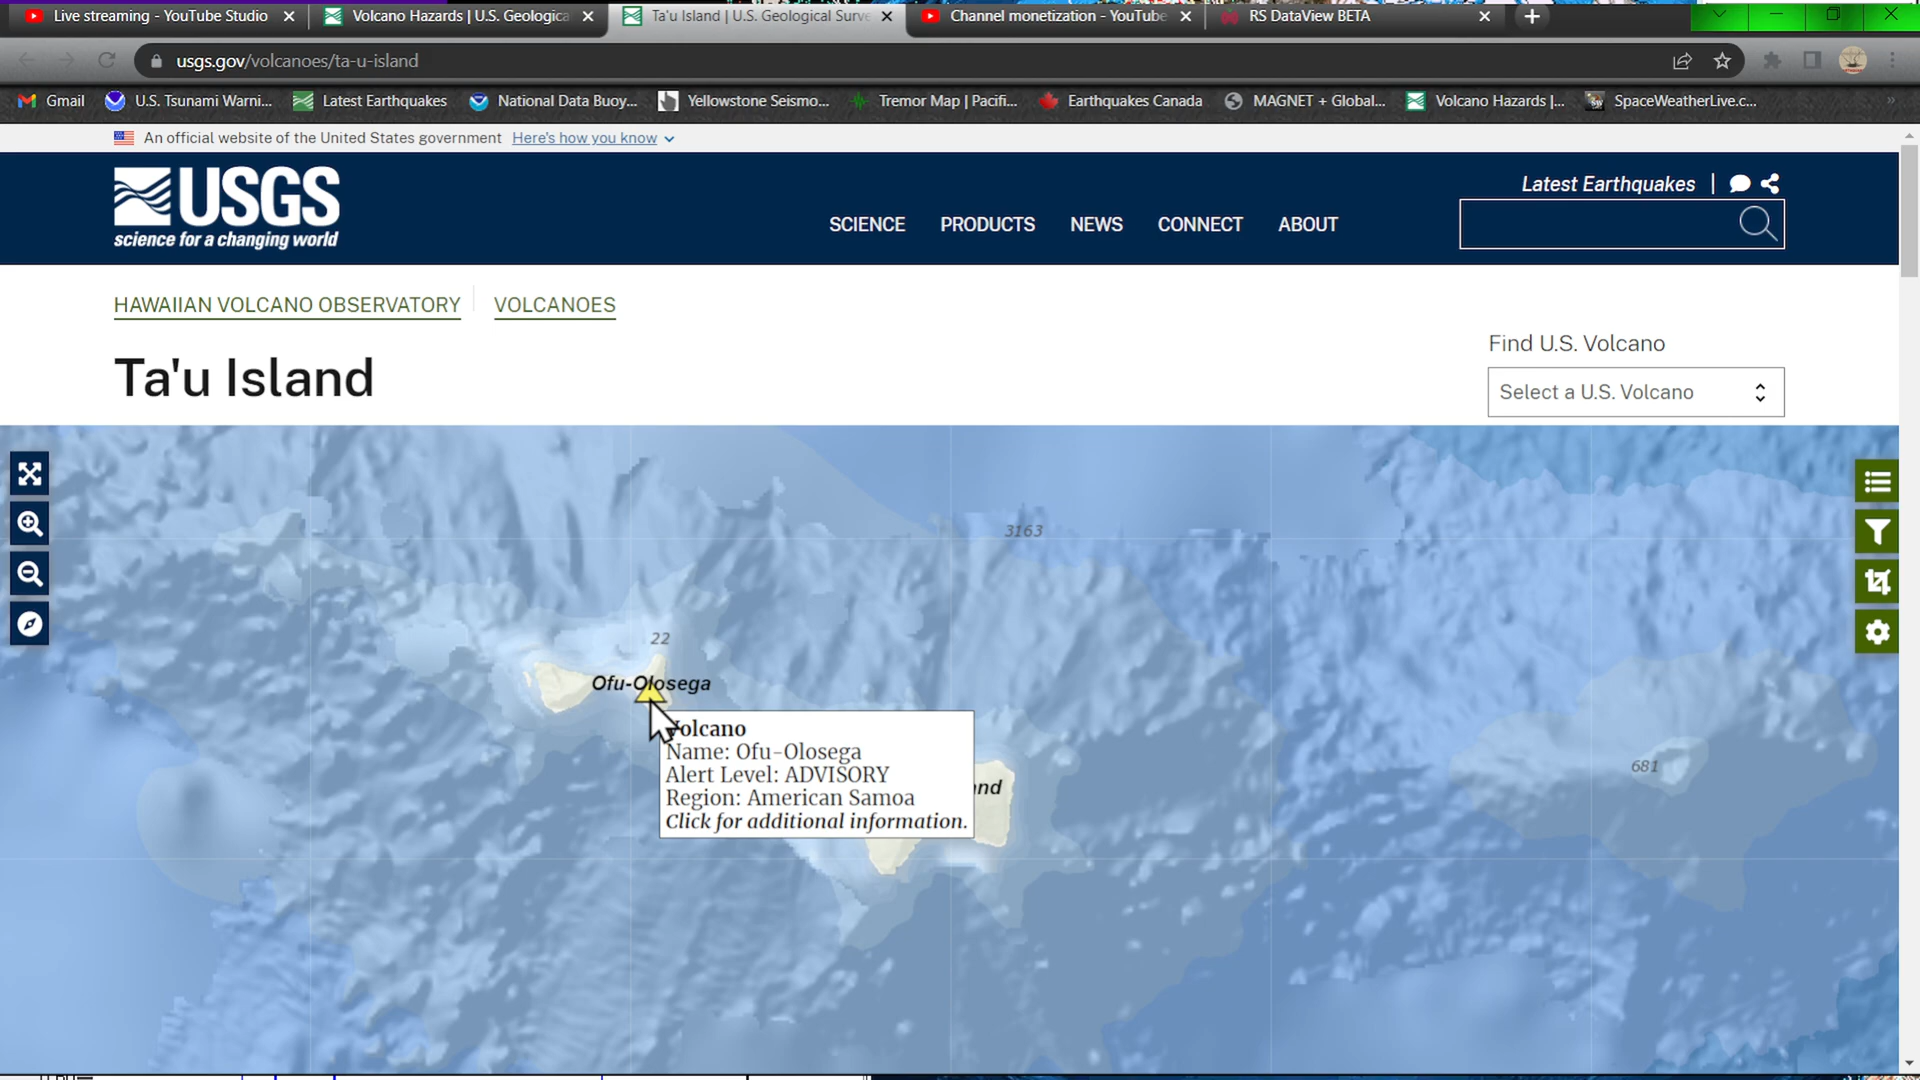 Live streaming - YouTube Studio
Volcano Hazards | U.S. Geologica
Ta'u Island | U.S. Geological Surve
Channel monetization - YouTube
RS DataView BETA
usgs.gov/volcanoes/ta-u-island
Gmail
U.S. Tsunami Warni...
Latest Earthquakes
National Data Buoy...
Yellowstone Seismo...
Tremor Map | Pacifi...
Earthquakes Canada
MAGNET + Global...
Volcano Hazards |...
SpaceWeatherLive.c...
An official website of the United States government Here's how you know
USGS
science for a changing world
SCIENCE PRODUCTS NEWS CONNECT ABOUT
Latest Earthquakes
HAWAIIAN VOLCANO OBSERVATORY
VOLCANOES
Ta'u Island
Find U.S. Volcano
Select a U.S. Volcano
3163
22
Ofu-Olosega
Volcano
Name: Ofu-Olosega
Alert Level: ADVISORY
Region: American Samoa
Click for additional information.
nd
681